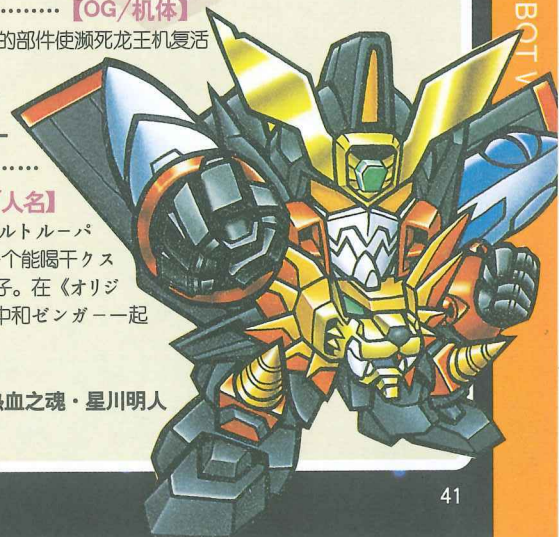 ………【OG/机体】
的部件使濒死龙王机复活
……
人名】
ルトルーパ
个能喝干クス
子。在《オリジ
中和ゼンガー一起
血之魂·星川明人
41
BOT